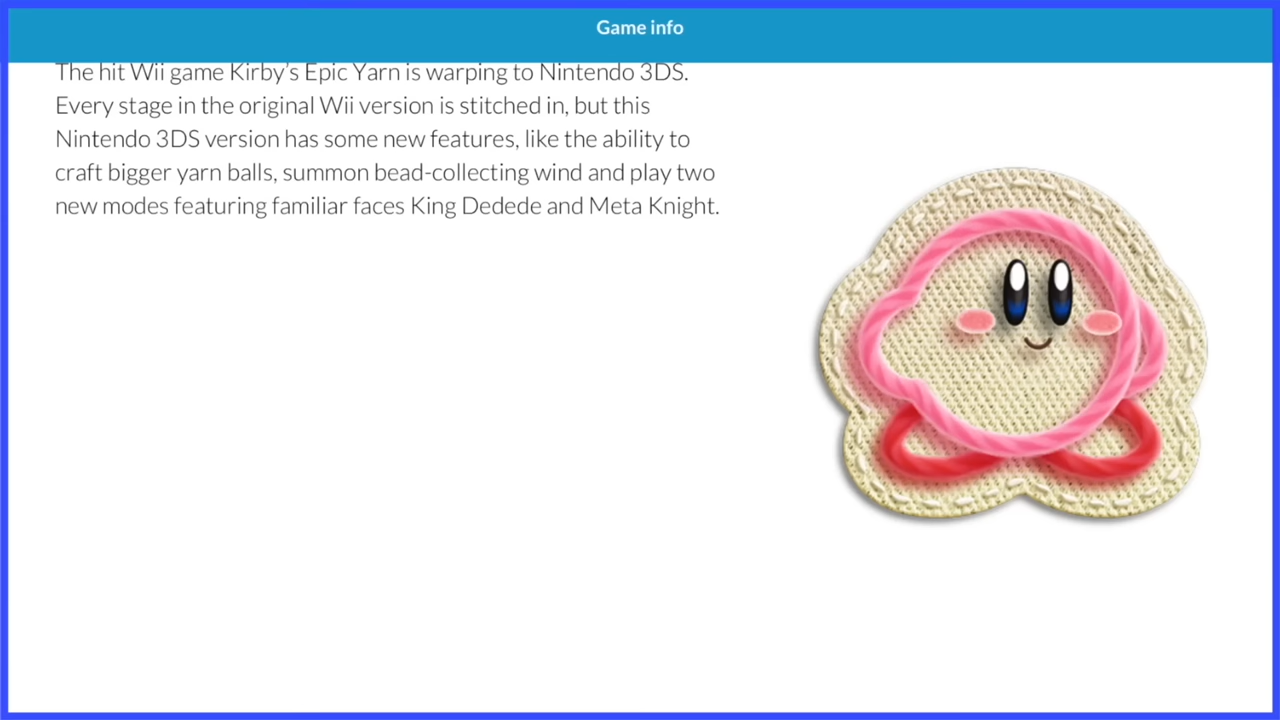 Game info
The hit Wii game Kirby's Epic Yarn is warping to Nintendo 3DS.
Every stage in the original Wii version is stitched in, but this
Nintendo 3DS version has some new features, like the ability to
craft bigger yarn balls, summon bead-collecting wind and play two
new modes featuring familiar faces King Dedede and Meta Knight.